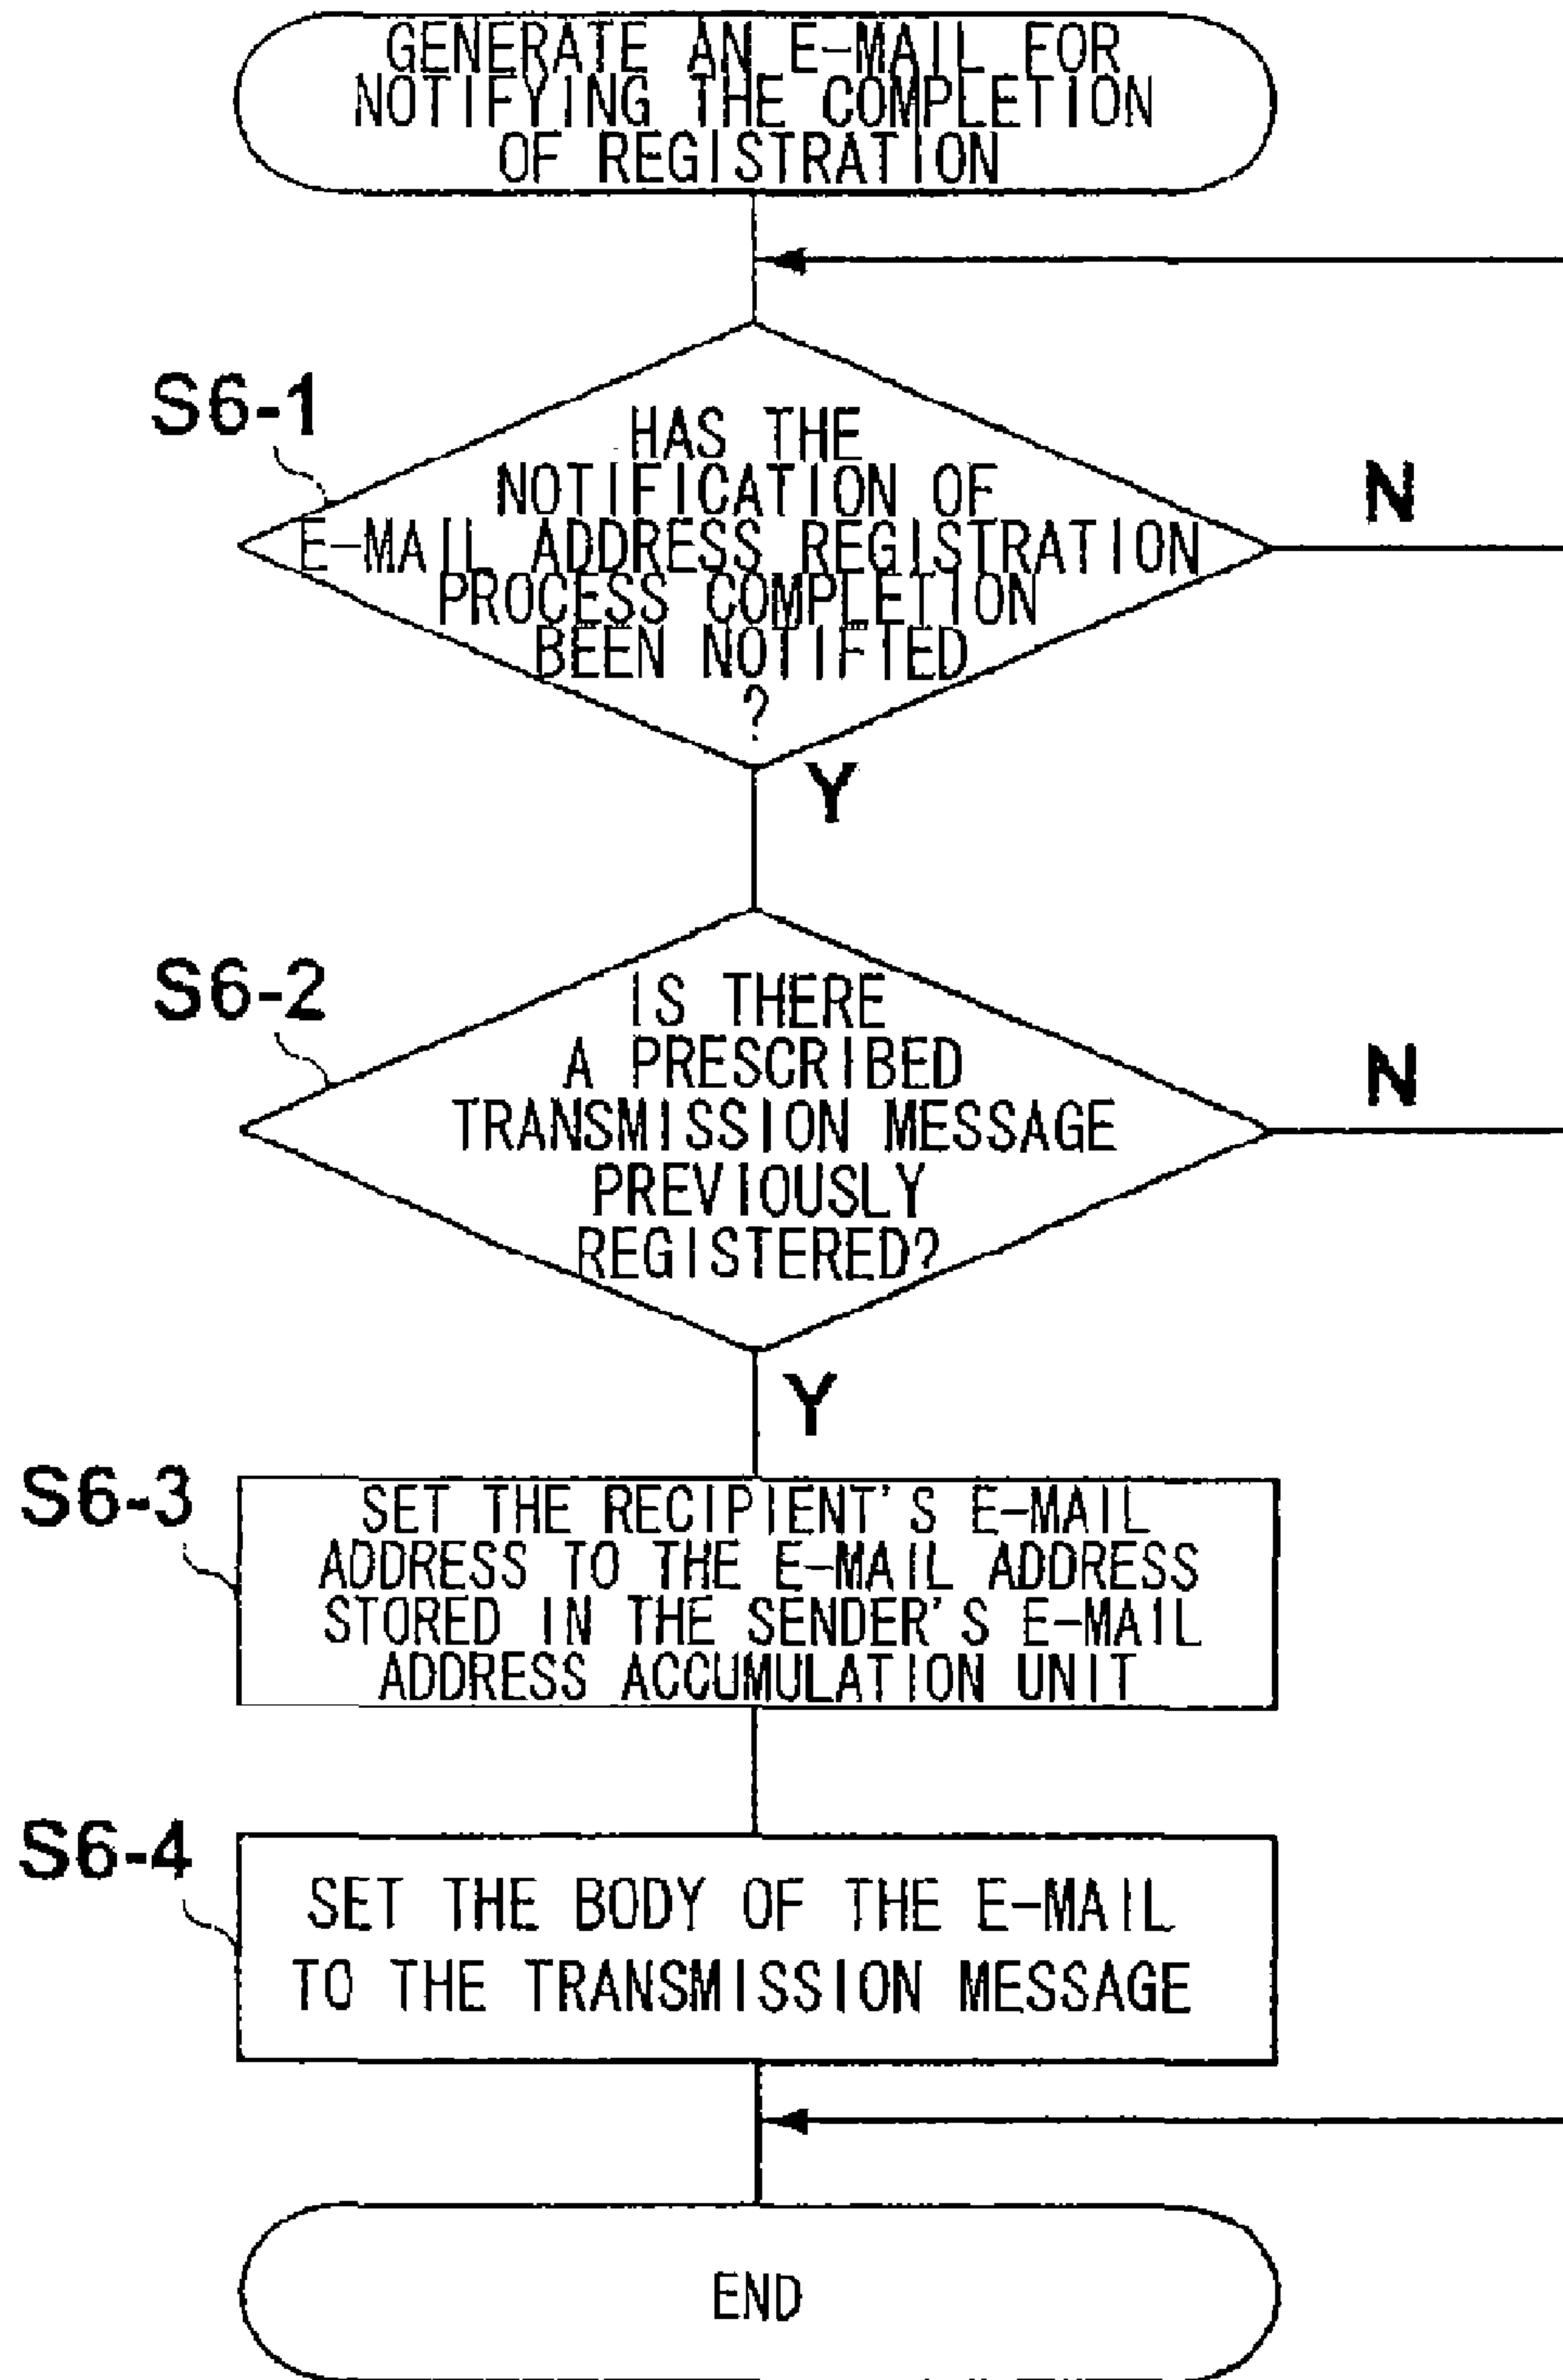 GENERATE AN E-MAIL FOR
NOTIFYING THE COMPLETION
OF REGISTRATION
S6-1
HAS THE
NOTIFICATION OF
E-MAIL ADDRESS REGISTRATION
PROCESS COMPLETION
BEEN NOTIFIED
?
N
Y
S6-2
IS THERE
A PRESCRIBED
TRANSMISSION MESSAGE
PREVIOUSLY
REGISTERED?
N
Y
S6-3
SET THE RECIPIENT'S E-MAIL
ADDRESS TO THE E-MAIL ADDRESS
STORED IN THE SENDER'S E-MAIL
ADDRESS ACCUMULATION UNIT
S6-4
SET THE BODY OF THE E-MAIL
TO THE TRANSMISSION MESSAGE
END